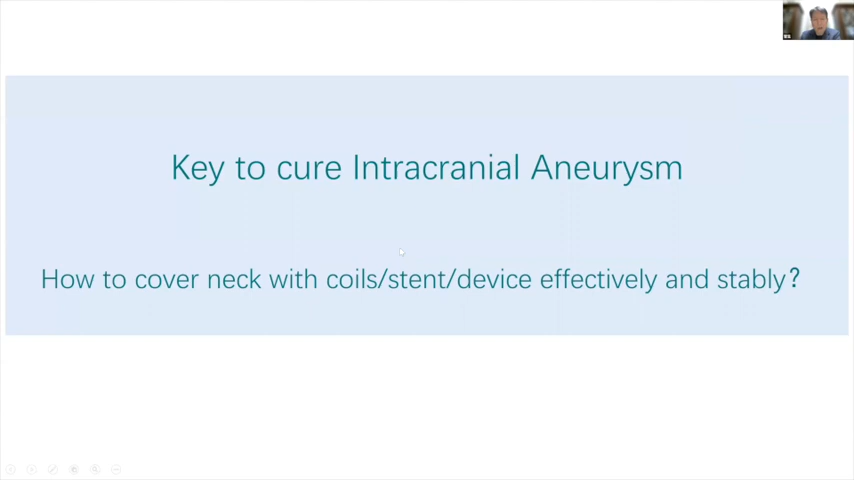 Key to cure Intracranial Aneurysm
How to cover neck with coils/stent/device effectively and stably?